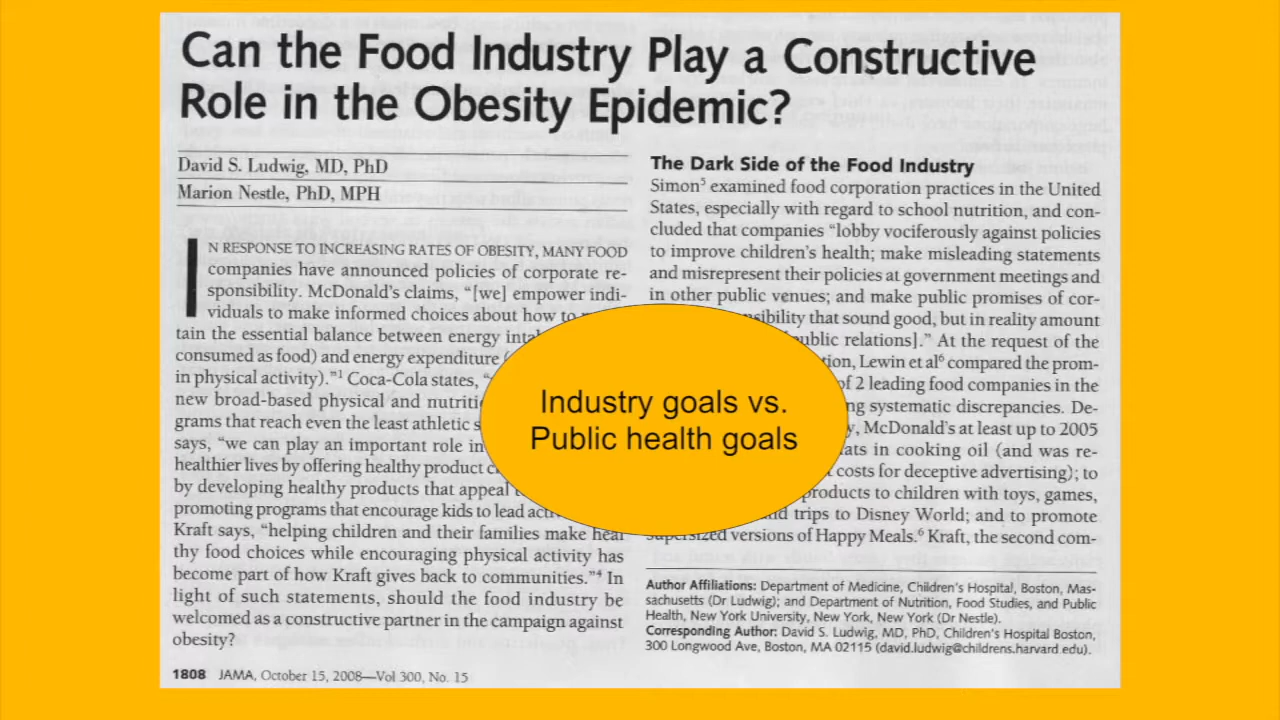 Can the Food Industry Play a Constructive
Role in the Obesity Epidemic?
David S. Ludwig, MD, PhD
Marion Nestle, PhD, MPH
IN RESPONSE TO INCREASING RATES OF OBESITY, MANY FOOD
companies have announced policies of corporate re-
sponsibility. McDonald's claims, "[we] empower indi-
viduals to make informed choices about how to
tain the essential balance between energy
consumed as food) and energy expenditure
in physical activity)."1 Coca-Cola states,
new broad-based physical and
grams that reach even the least athletic
says, "we can play an important role in
healthier lives by offering healthy product
by developing healthy products that appeal
promoting programs that encourage kids to lead
Kraft says, "helping children and their families make heal
thy food choices while encouraging physical activity has
become part of how Kraft gives back to communities."4 In
light of such statements, should the food industry be
welcomed as a constructive partner in the campaign against
obesity?
The Dark Side of the Food Industry
Simon5 examined food corporation practices in the United
States, especially with regard to school nutrition, and con-
cluded that companies "lobby vociferously against policies
to improve children's health; make misleading statements
and misrepresent their policies at government meetings and
in other public venues; and make public promises of cor-
nsibility that sound good, but in reality amount
ublic relations]." At the request of the
tion, Lewin et al6 compared the prom-
of 2 leading food companies in the
ng systematic discrepancies. De-
y, McDonald's at least up to 2005
ats in cooking oil (and was re-
costs for deceptive advertising); to
products to children with toys, games,
nd trips to Disney World; and to promote
supersized versions of Happy Meals.6 Kraft, the second com-
Industry goals vs.
Public health goals
Author Affiliations: Department of Medicine, Children's Hospital, Boston, Mas-
sachusetts (Dr Ludwig); and Department of Nutrition, Food Studies, and Public
Health, New York University, New York, New York (Dr Nestle).
Corresponding Author: David S. Ludwig, MD, PhD, Children's Hospital Boston,
300 Longwood Ave, Boston, MA 02115 (david.ludwig@childrens.harvard.edu).
1808 JAMA, October 15, 2008—Vol 300, No. 15